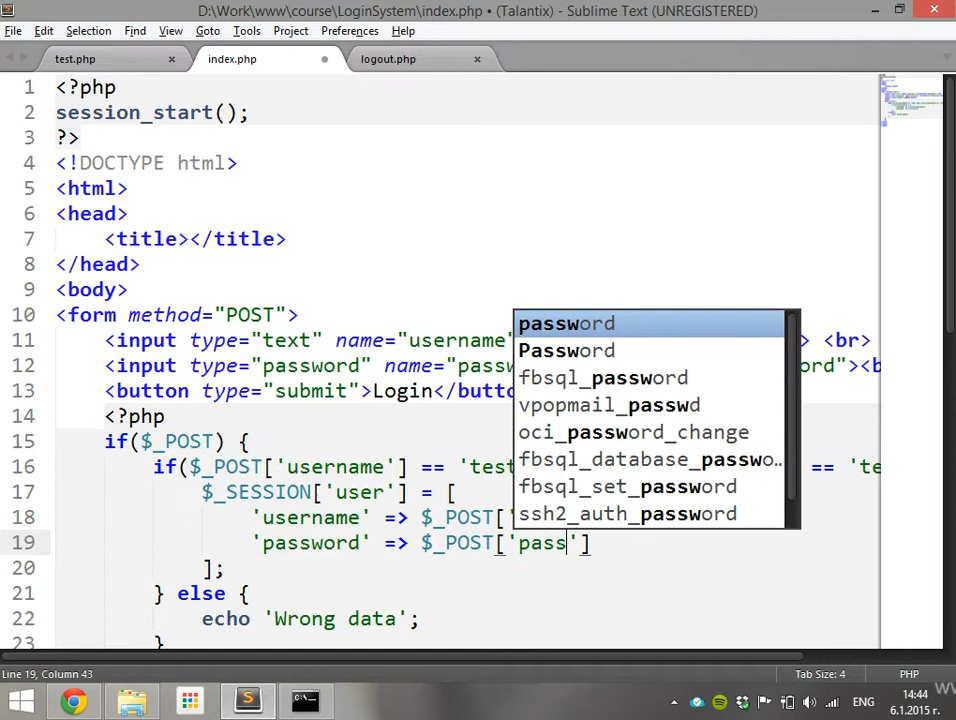 D:\Work\www\course\LoginSystem\index.php • (Talantix) - Sublime Text (UNREGISTERED)
File Edit Selection Find View Goto Tools Project Preferences Help
test.php index.php logout.php
1 <?php
2 session_start();
3 ?>
4 <!DOCTYPE html>
5 <html>
6 <head>
7 <title></title>
8 </head>
9 <body>
10 <form method="POST">
11 <input type="text" name="username" > <br>
12 <input type="password" name="passw ord"><b
13 <button type="submit">Login</butto
14 <?php
15 if($_POST) {
16 if($_POST['username'] == 'test == 'te
17 $_SESSION['user'] = [
18 'username' => $_POST['
19 'password' => $_POST['pass']
20 ];
21 } else {
22 echo 'Wrong data';
23 }
password
Password
fbsql_password
vpopmail_passwd
oci_password_change
fbsql_database_passwo...
fbsql_set_password
ssh2_auth_password
Line 19, Column 43 Tab Size: 4 PHP
ЕНГ 14:44
6.1.2015 г.